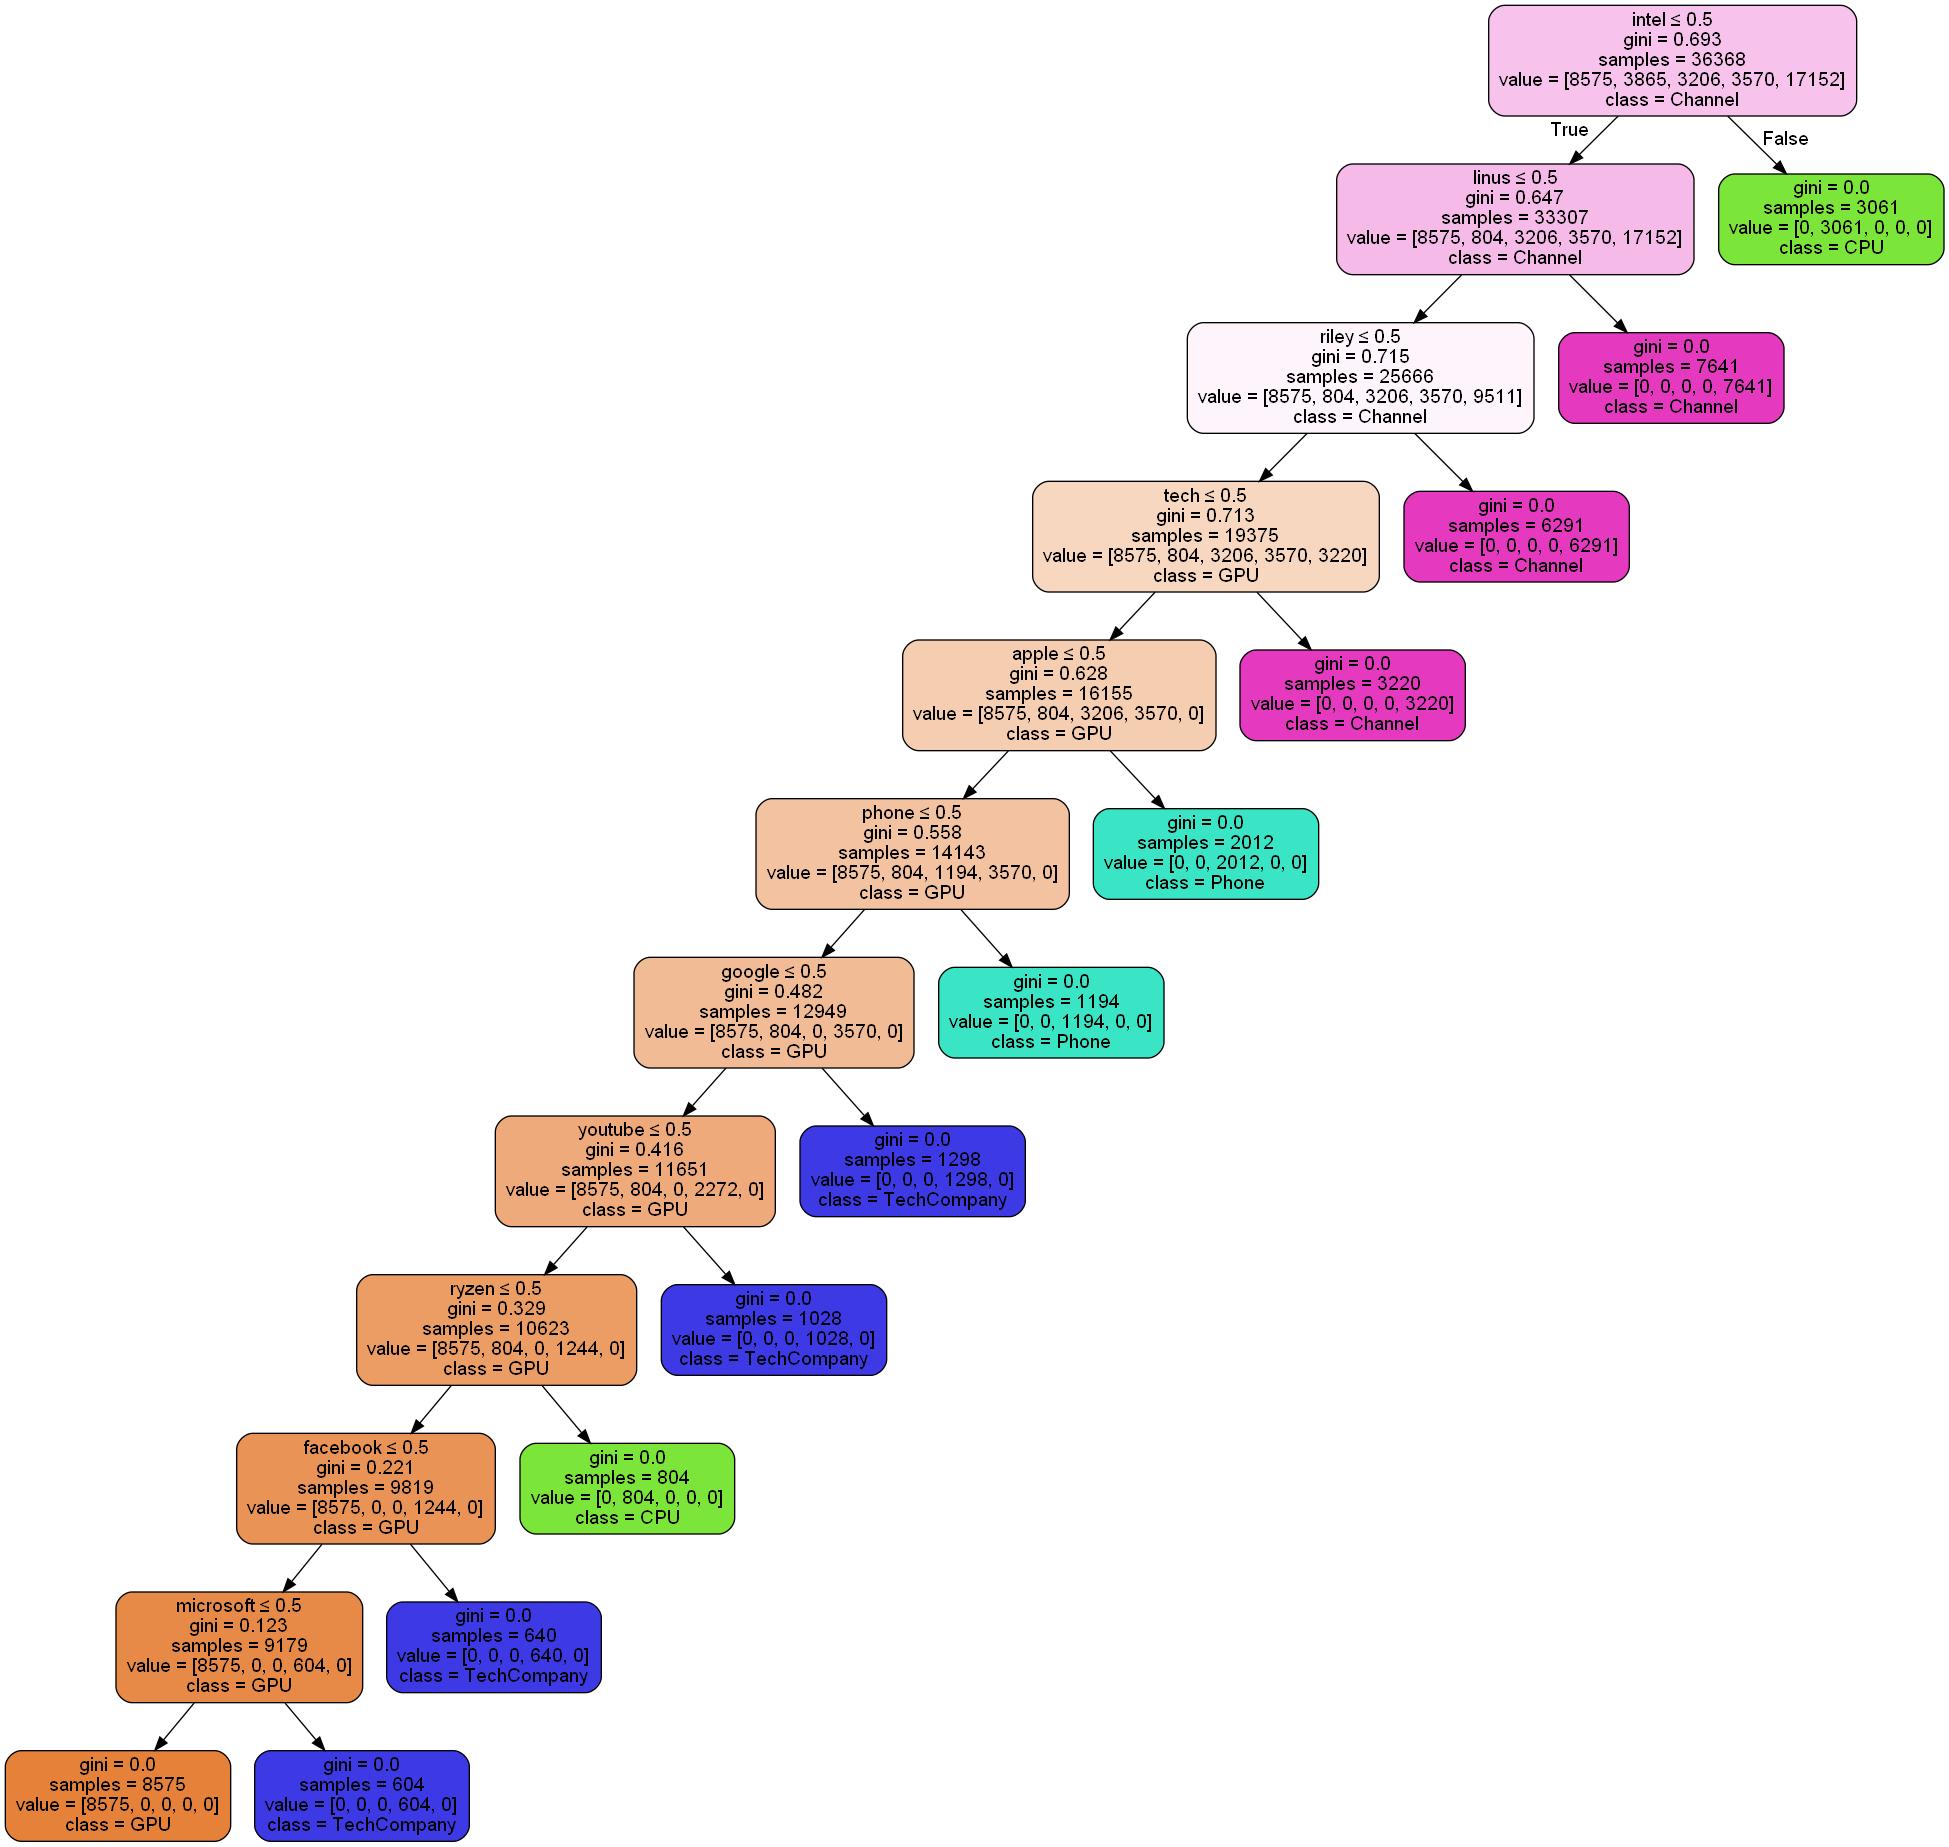 intel ≤ 0.5
gini = 0.693
samples = 36368
value = [8575, 3865, 3206, 3570, 17152]
class = Channel
True
False
linus ≤ 0.5
gini = 0.647
samples = 33307
value = [8575, 804, 3206, 3570, 17152]
class = Channel
gini = 0.0
samples = 3061
value = [0, 3061, 0, 0, 0]
class = CPU
riley ≤ 0.5
gini = 0.715
samples = 25666
value = [8575, 804, 3206, 3570, 9511]
class = Channel
gini = 0.0
samples = 7641
value = [0, 0, 0, 0, 7641]
class = Channel
tech ≤ 0.5
gini = 0.713
samples = 19375
value = [8575, 804, 3206, 3570, 3220]
class = GPU
gini = 0.0
samples = 6291
value = [0, 0, 0, 0, 6291]
class = Channel
apple ≤ 0.5
gini = 0.628
samples = 16155
value = [8575, 804, 3206, 3570, 0]
class = GPU
gini = 0.0
samples = 3220
value = [0, 0, 0, 0, 3220]
class = Channel
phone ≤ 0.5
gini = 0.558
samples = 14143
value = [8575, 804, 1194, 3570, 0]
class = GPU
gini = 0.0
samples = 2012
value = [0, 0, 2012, 0, 0]
class = Phone
google ≤ 0.5
gini = 0.482
samples = 12949
value = [8575, 804, 0, 3570, 0]
class = GPU
gini = 0.0
samples = 1194
value = [0, 0, 1194, 0, 0]
class = Phone
youtube ≤ 0.5
gini = 0.416
samples = 11651
value = [8575, 804, 0, 2272, 0]
class = GPU
gini = 0.0
samples = 1298
value = [0, 0, 0, 1298, 0]
class = TechCompany
ryzen ≤ 0.5
gini = 0.329
samples = 10623
value = [8575, 804, 0, 1244, 0]
class = GPU
gini = 0.0
samples = 1028
value = [0, 0, 0, 1028, 0]
class = TechCompany
facebook ≤ 0.5
gini = 0.221
samples = 9819
value = [8575, 0, 0, 1244, 0]
class = GPU
gini = 0.0
samples = 804
value = [0, 804, 0, 0, 0]
class = CPU
microsoft ≤ 0.5
gini = 0.123
samples = 9179
value = [8575, 0, 0, 604, 0]
class = GPU
gini = 0.0
samples = 640
value = [0, 0, 0, 640, 0]
class = TechCompany
gini = 0.0
samples = 8575
value = [8575, 0, 0, 0, 0]
class = GPU
gini = 0.0
samples = 604
value = [0, 0, 0, 604, 0]
class = TechCompany